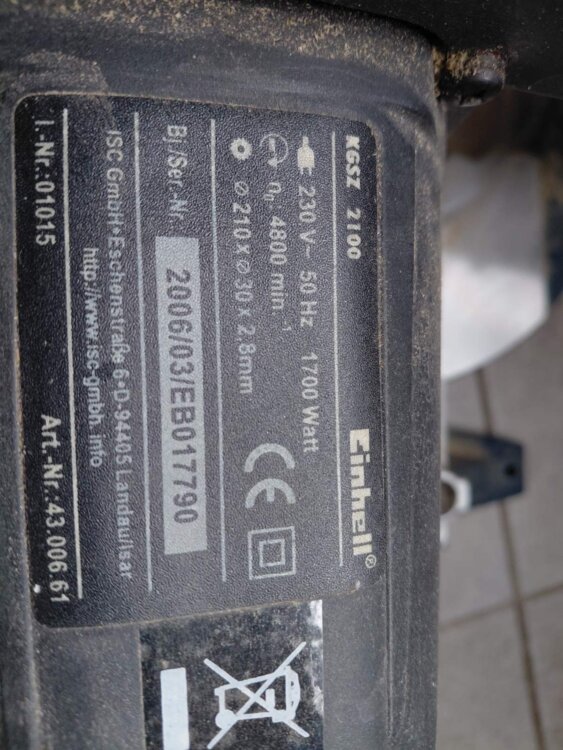 KGSZ 2100
Einhell®
230 V~ 50 Hz 1700 Watt
n₀ 4800 min⁻¹
ø 210 x ø 30 x 2,8mm
CE
Bj./Ser.-Nr. 2006/03/EB017790
ISC GmbH•Eschenstraße 6•D-94405 Landau/Isar
http://www.isc-gmbh.info
I.-Nr.:01015 Art.-Nr.:43.006.61